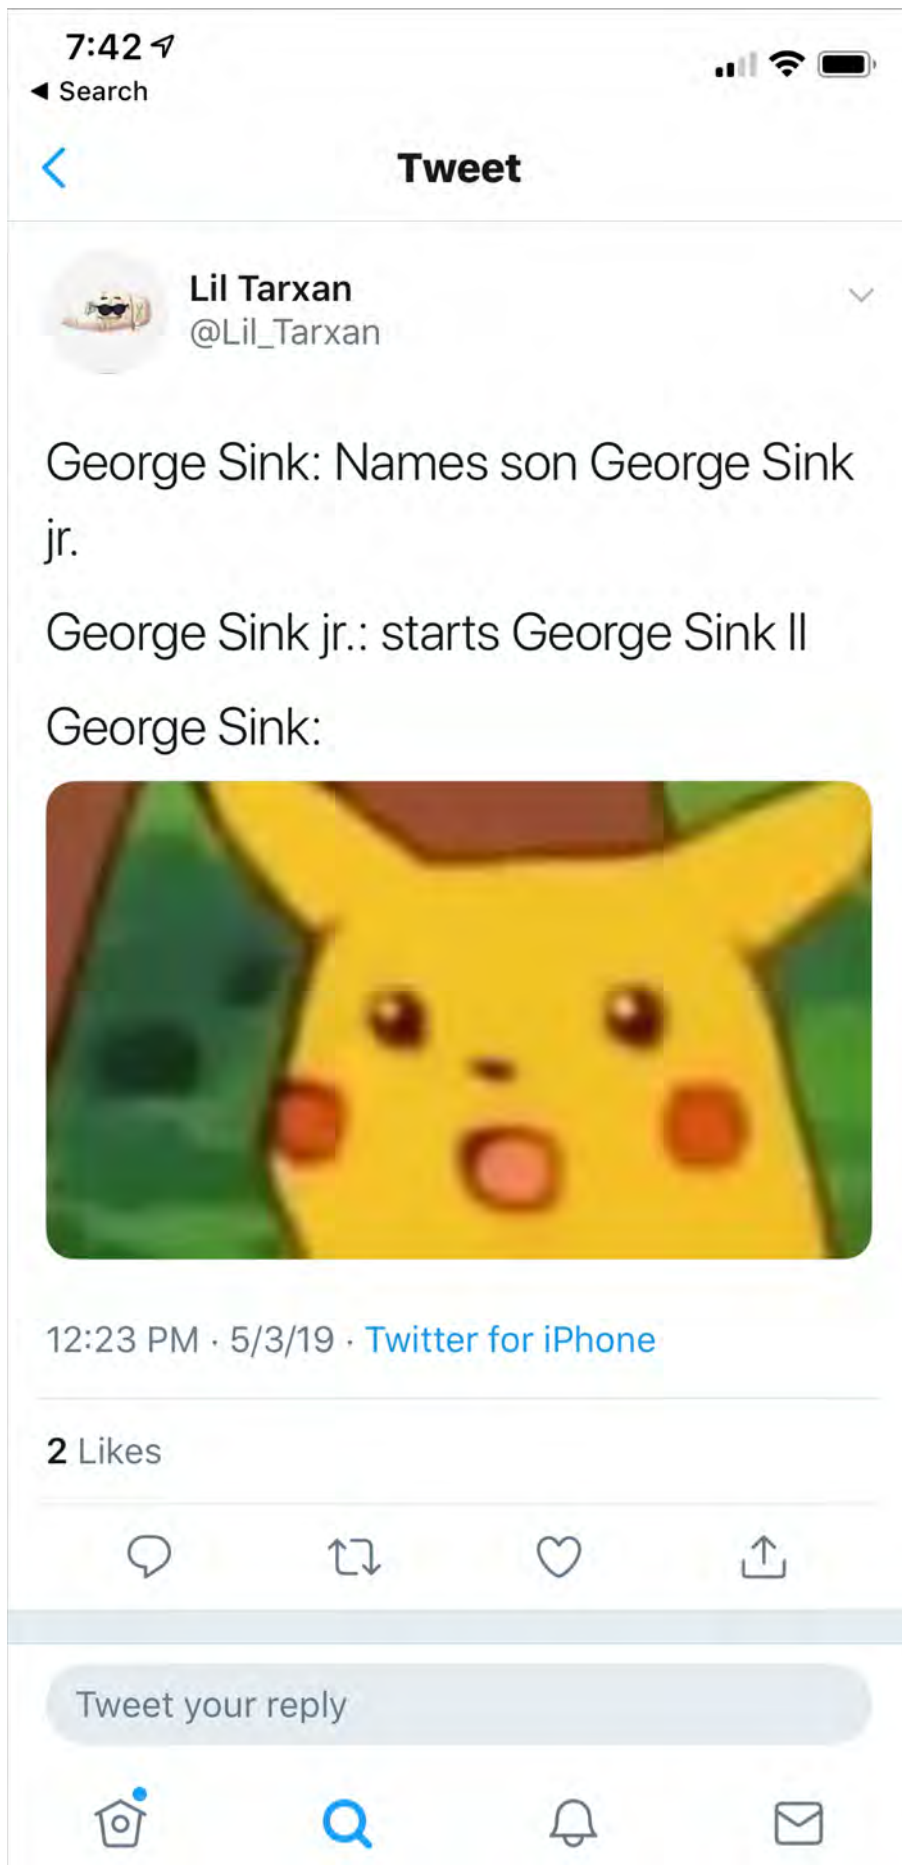 7:42
Search
Tweet
Lil Tarxan
@Lil_Tarxan
George Sink: Names son George Sink
jr.
George Sink jr.: starts George Sink ll
George Sink:
12:23 PM · 5/3/19 · Twitter for iPhone
2 Likes
Tweet your reply